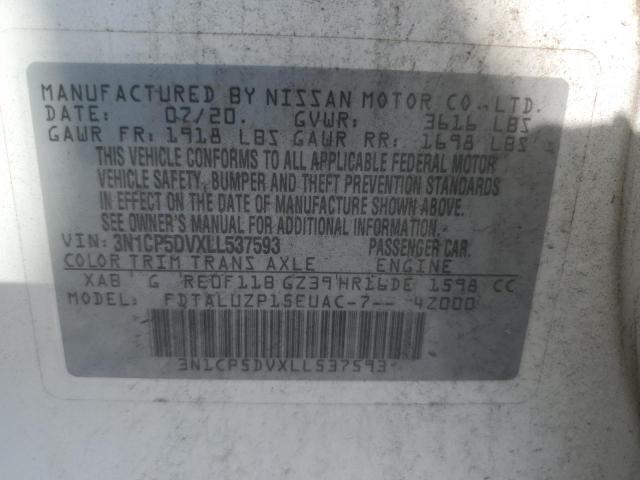 MANUFACTURED BY NISSAN MOTOR CO., LTD.
DATE: 07/20. GVWR: 3616 LBS
GAWR FR: 1918 LBS GAWR RR: 1698 LBS
THIS VEHICLE CONFORMS TO ALL APPLICABLE FEDERAL MOTOR
VEHICLE SAFETY, BUMPER AND THEFT PREVENTION STANDARDS
IN EFFECT ON THE DATE OF MANUFACTURE SHOWN ABOVE.
SEE OWNER'S MANUAL FOR ADDITIONAL INFORMATION.
VIN: 3N1CP5DVXLL537593 PASSENGER CAR.
COLOR TRIM TRANS AXLE ENGINE
XAB G RE0F11B GZ39 HR16DE 1598 CC
MODEL: FDTALUZP15EUAC-7-- 4Z000
3N1CP5DVXLL537593